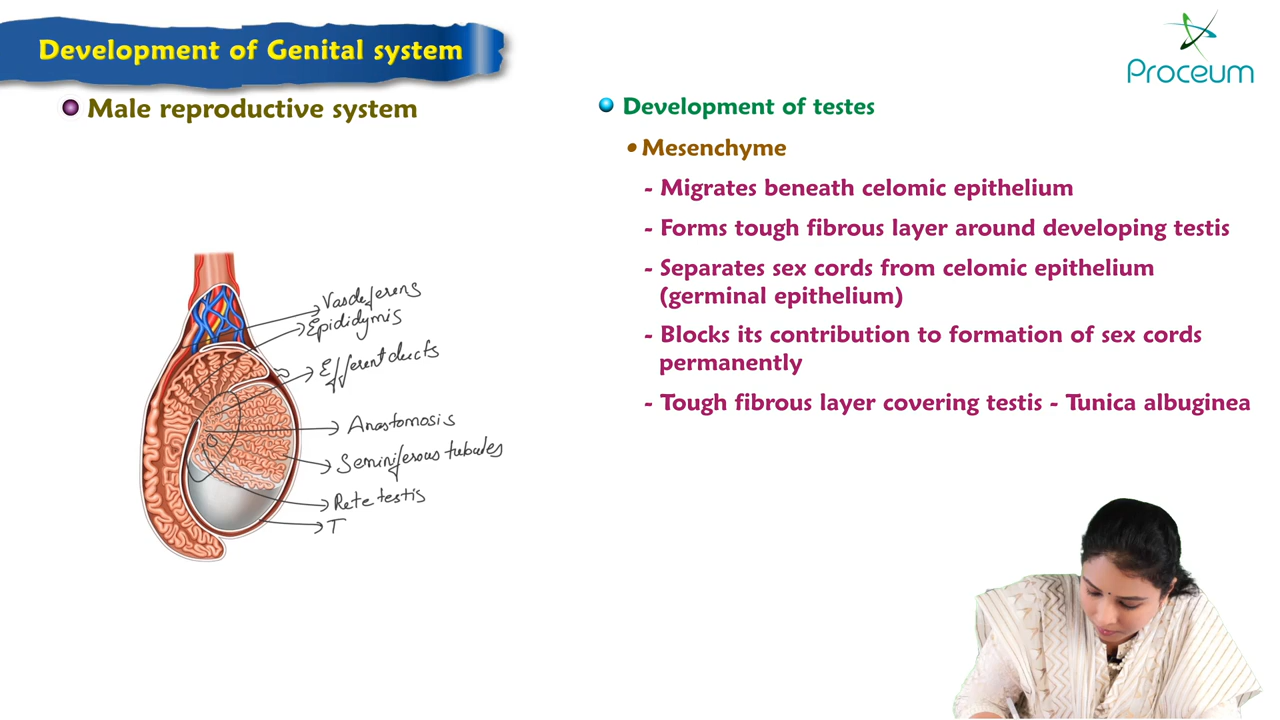 Development of Genital system
Proceum
Male reproductive system
Development of testes
• Mesenchyme
- Migrates beneath celomic epithelium
- Forms tough fibrous layer around developing testis
- Separates sex cords from celomic epithelium
(germinal epithelium)
- Blocks its contribution to formation of sex cords
permanently
- Tough fibrous layer covering testis - Tunica albuginea
Vasdeferens
Epididymis
Efferent ducts
Anastomosis
Seminiferous tubules
Rete testis
T